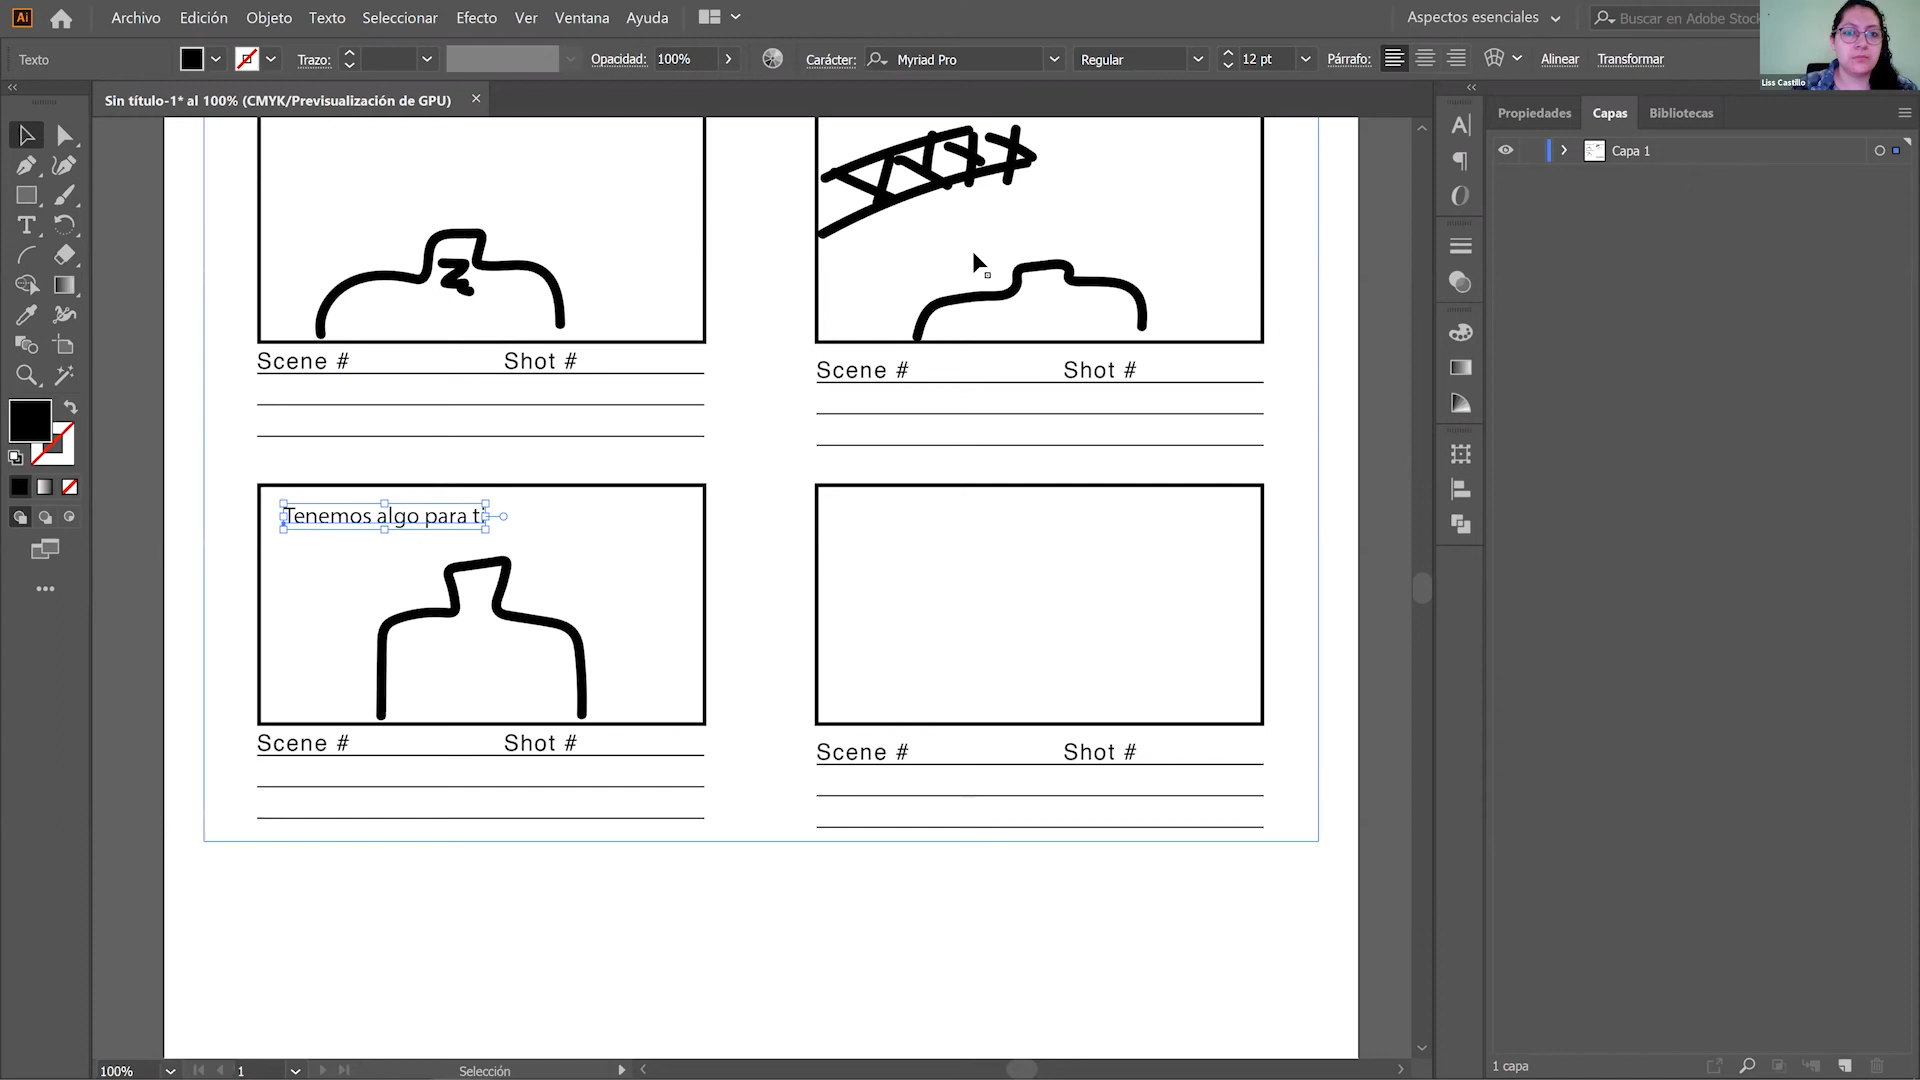 Ai
Archivo Edición Objeto Texto Seleccionar Efecto Ver Ventana Ayuda
Aspectos esenciales
Buscar en Adobe Stock
Texto
Trazo:
Opacidad: 100%
Carácter: Myriad Pro
Regular
12 pt
Párrafo:
Alinear
Transformar
Liss Castillo
Sin título-1* al 100% (CMYK/Previsualización de GPU)
Propiedades Capas Bibliotecas
Capa 1
Z
Scene # Shot #
Scene # Shot #
Tenemos algo para ti
Scene # Shot #
Scene # Shot #
100%
1
Selección
1 capa